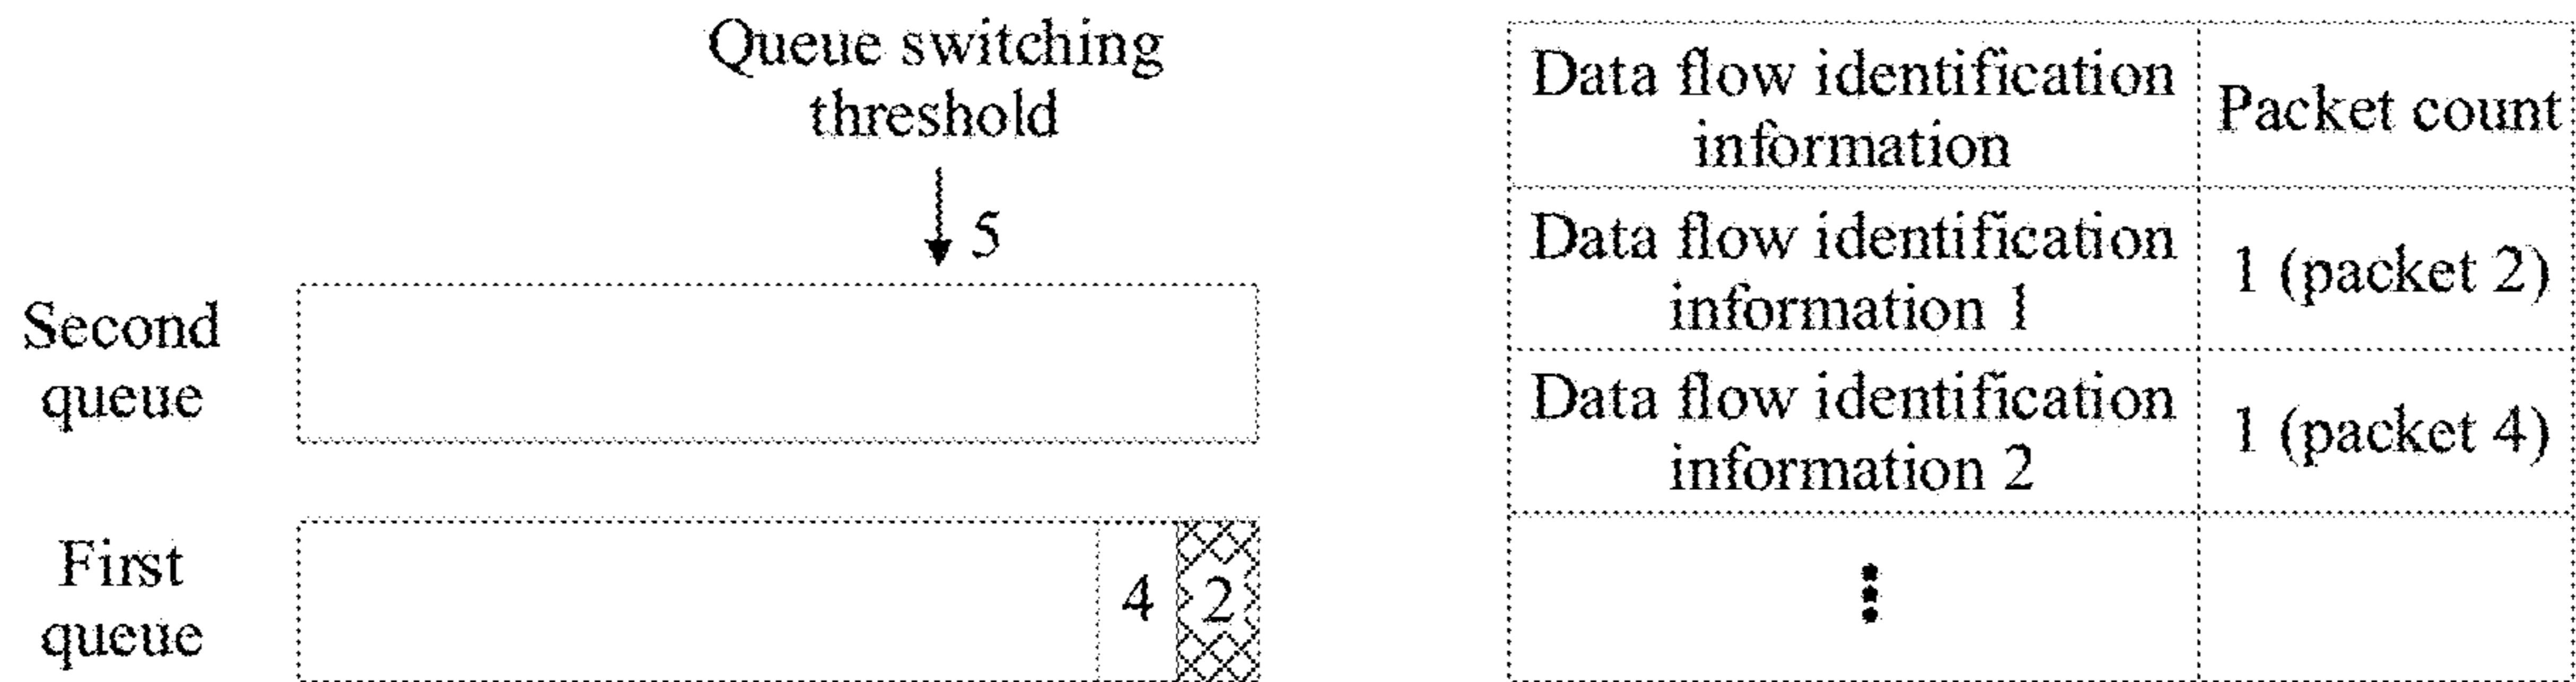 Queue switching
threshold
5
Second
queue
First
queue
4
2
Data flow identification
information
Packet count
Data flow identification
information 1
1 (packet 2)
Data flow identification
information 2
1 (packet 4)